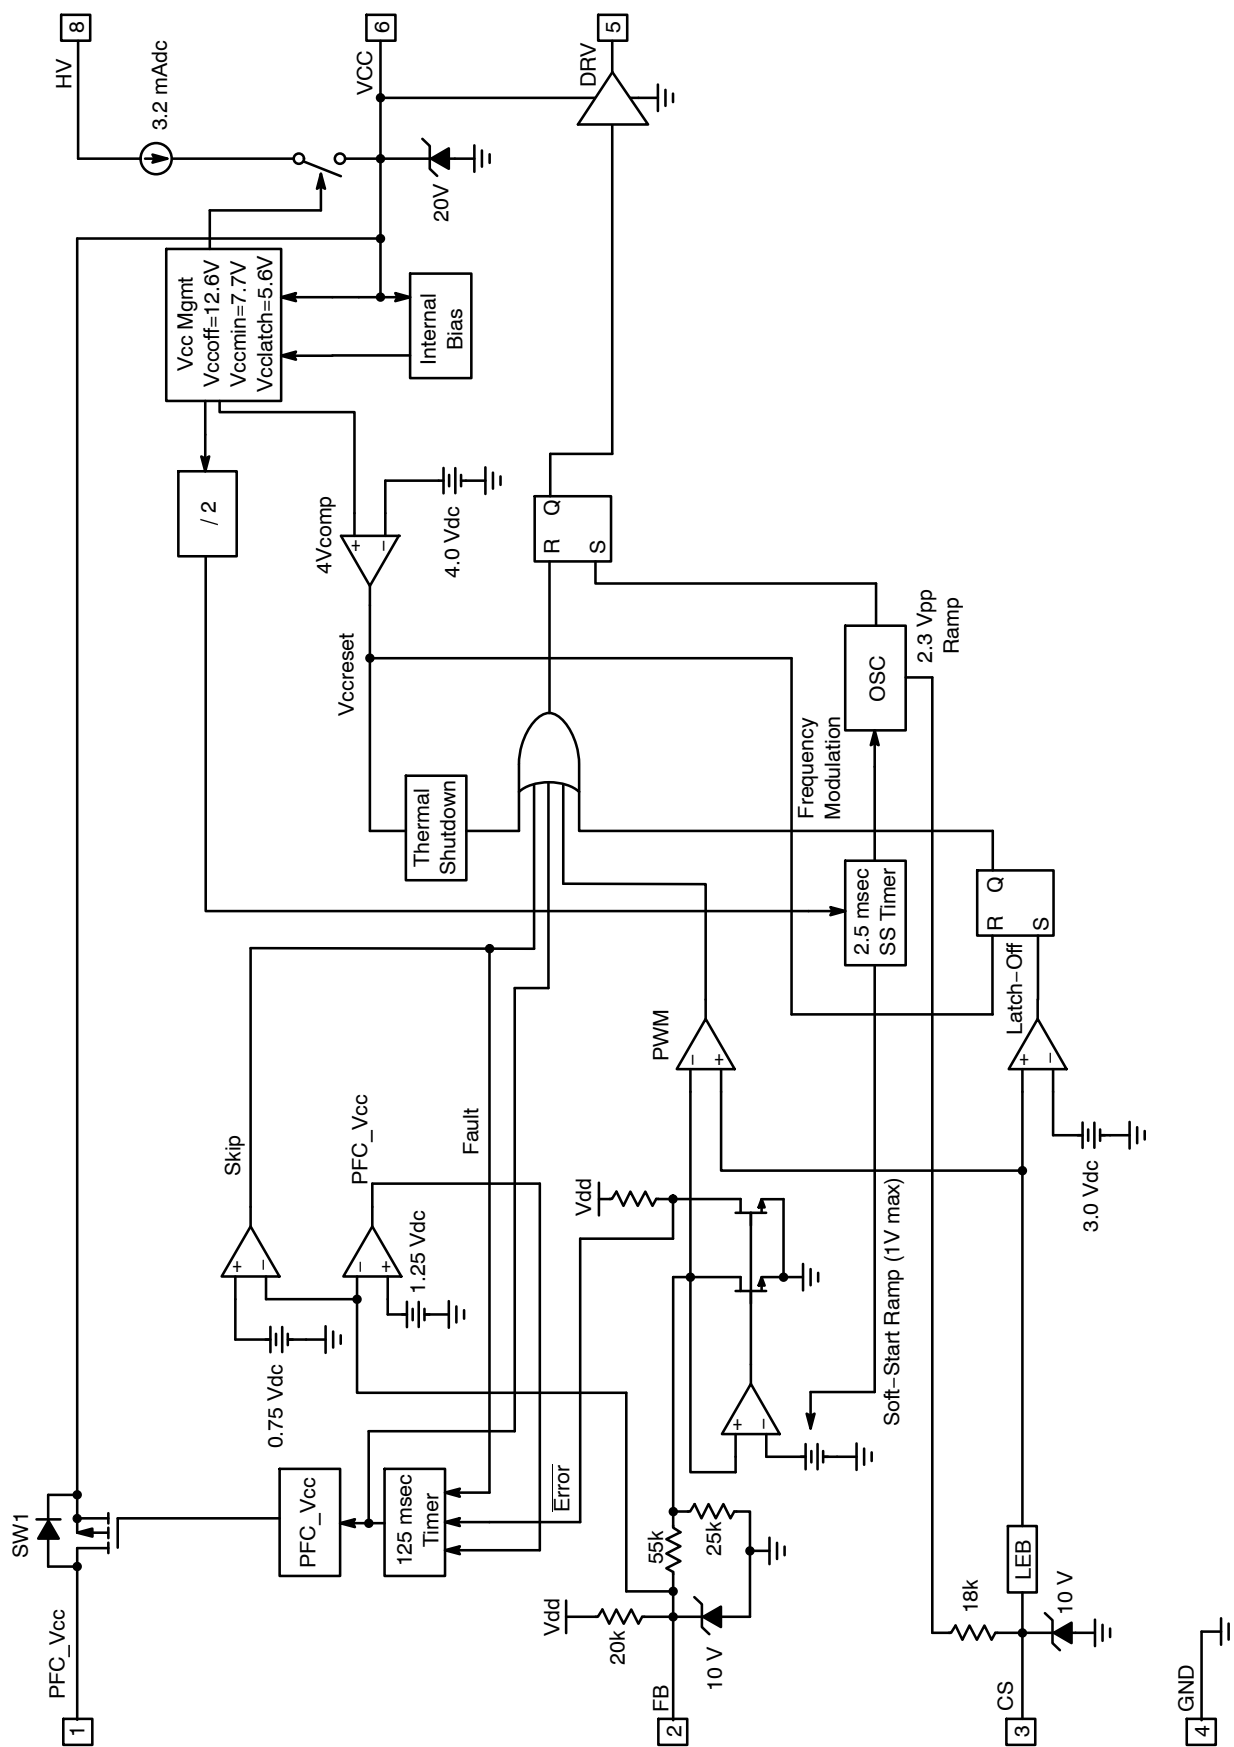 SW1
PFC_Vcc
1
PFC_Vcc
125 msec
Timer
Skip
+
−
0.75 Vdc
PFC_Vcc
−
+
1.25 Vdc
Fault
Error
/ 2
Vcc Mgmt
Vccoff=12.6V
Vccmin=7.7V
Vcclatch=5.6V
3.2 mAdc
HV
8
VCC
6
20V
Internal
Bias
4Vcomp
+
−
4.0 Vdc
Vccreset
Thermal
Shutdown
DRV
5
Q
R
S
Vdd
20k
55k
25k
FB
2
10 V
Vdd
+
−
PWM
−
+
Soft−Start Ramp (1V max)
2.5 msec
SS Timer
Frequency
Modulation
OSC
2.3 Vpp
Ramp
Latch−Off
Q
R
S
+
−
3.0 Vdc
LEB
18k
10 V
CS
3
GND
4